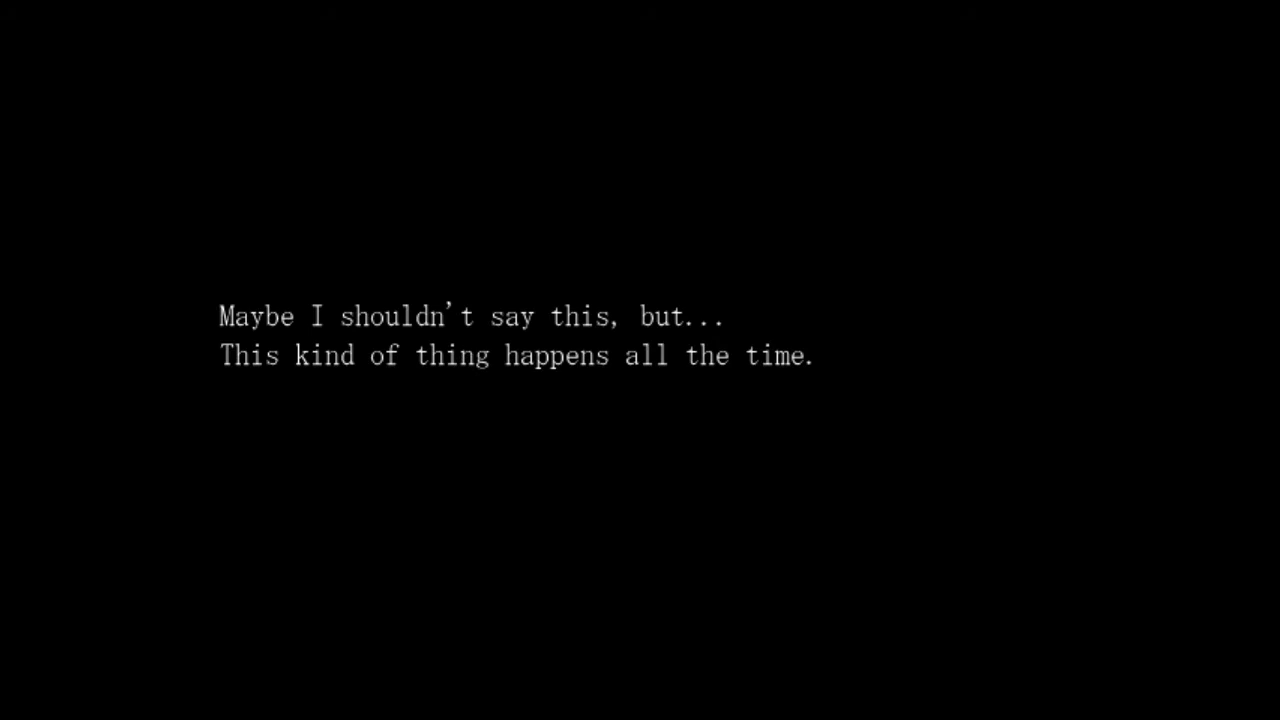 Maybe I shouldn't say this, but...
This kind of thing happens all the time.